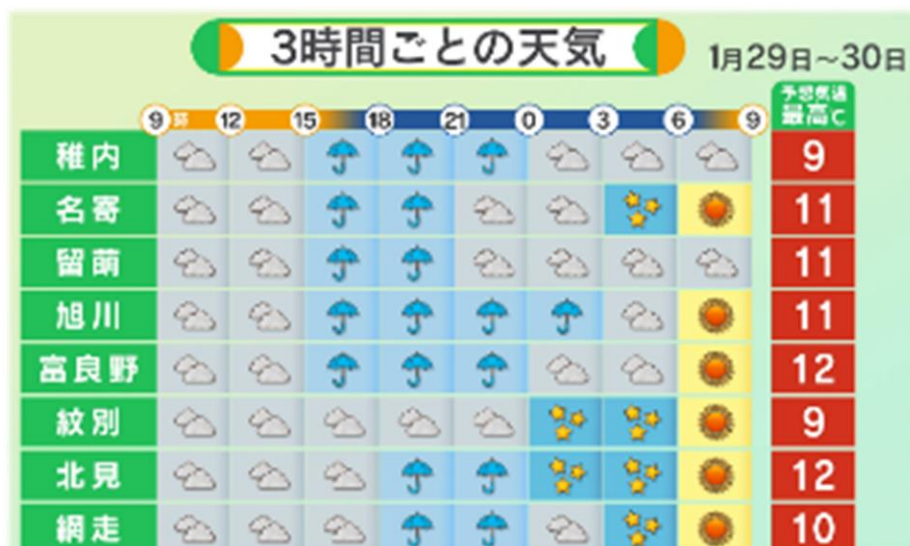 3時間ごとの天気
1月29日~30日
予想気温
最高℃
9時 12 15 18 21 0 3 6 9
稚内 9
名寄 11
留萌 11
旭川 11
富良野 12
紋別 9
北見 12
網走 10